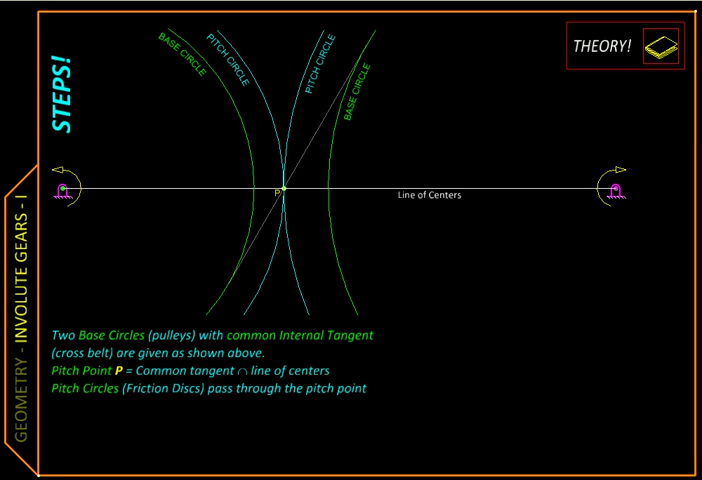 GEOMETRY - INVOLUTE GEARS - I
STEPS!
THEORY!
BASE CIRCLE
PITCH CIRCLE
PITCH CIRCLE
BASE CIRCLE
P
Line of Centers
Two Base Circles (pulleys) with common Internal Tangent
(cross belt) are given as shown above.
Pitch Point P = Common tangent ∩ line of centers
Pitch Circles (Friction Discs) pass through the pitch point